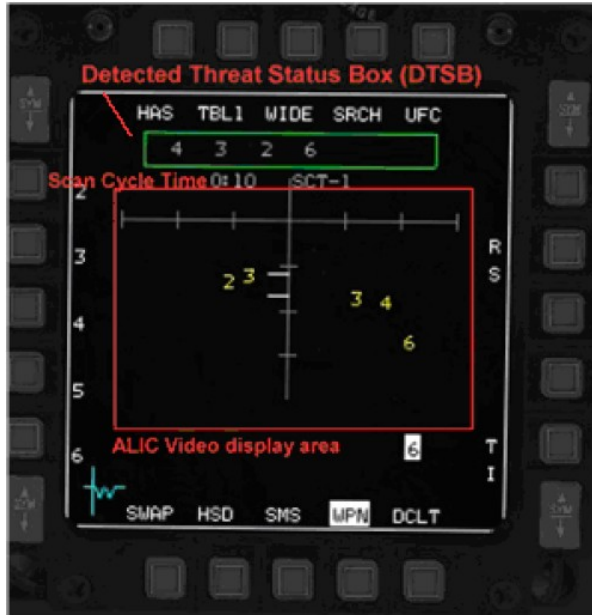 Detected Threat Status Box (DTSB)
SYM
HAS TBL1 WIDE SRCH UFC
4 3 2 6
Scan Cycle Time 0:10 SCT-1
2
3
4
5
6
R
S
2 3 3 4
6
ALIC Video display area
6
T
I
SWAP HSD SMS WPN DCLT
SYM